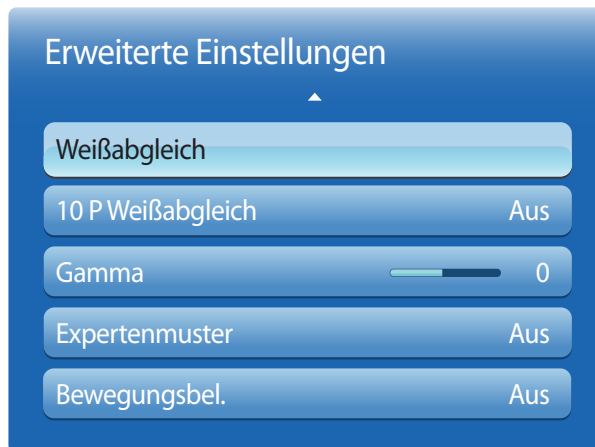 Erweiterte Einstellungen
Weißabgleich
10 P Weißabgleich Aus
Gamma 0
Expertenmuster Aus
Bewegungsbel. Aus